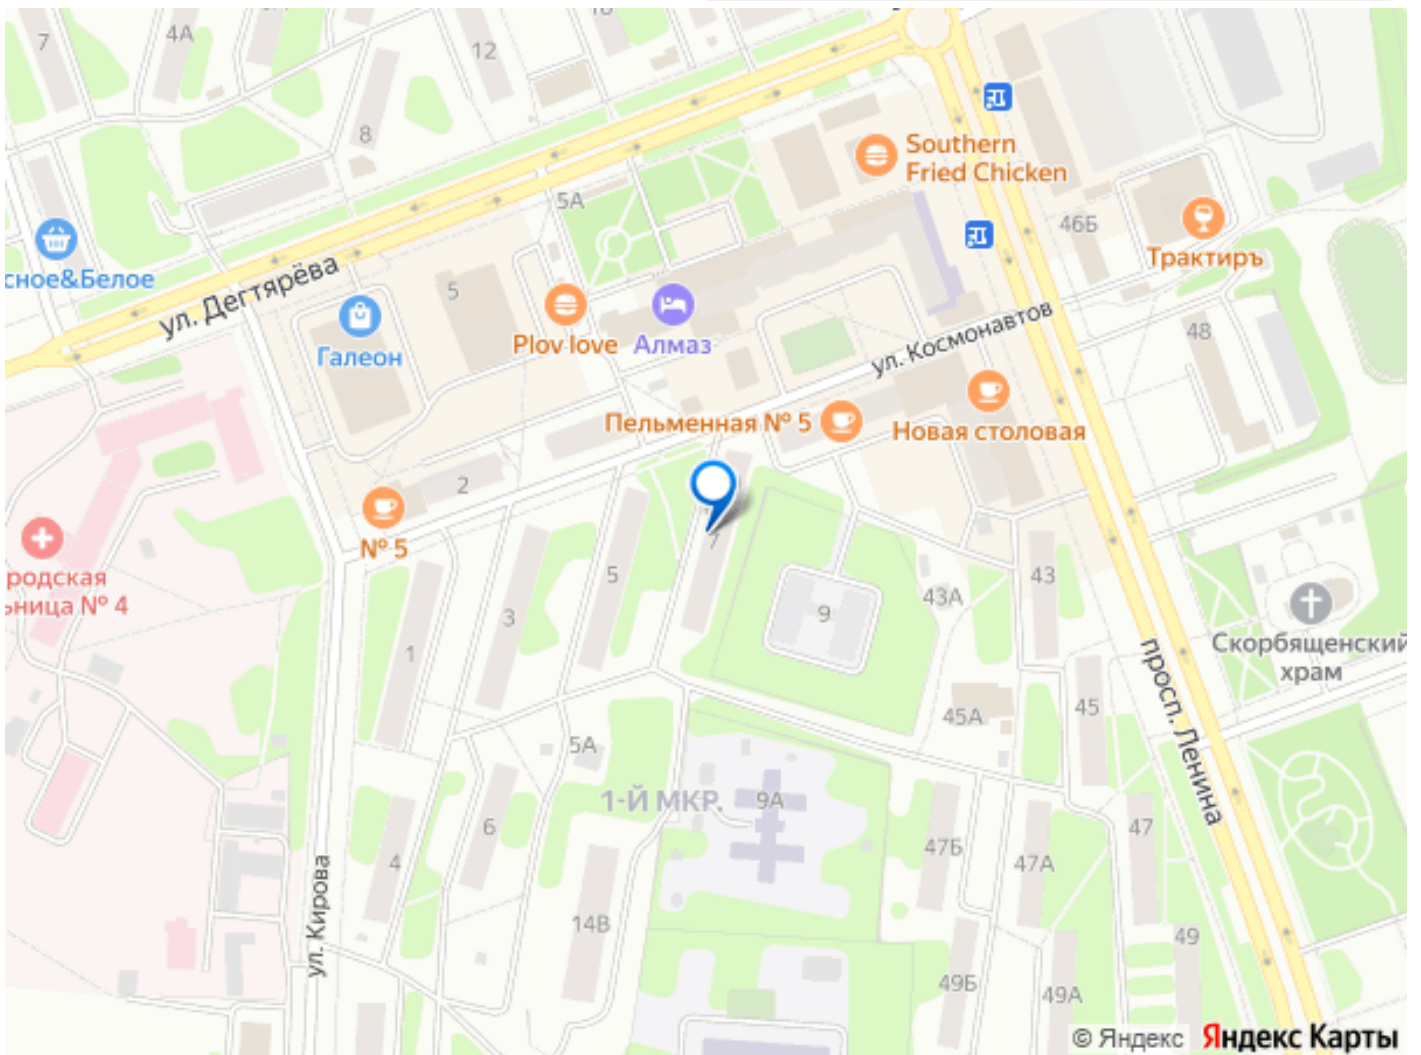 7
4А
12
8
5А
Southern
Fried Chicken
46Б
Трактиръ
сное&Белое
ул. Дегтярёва
5
Галеон
Plov love
Алмаз
ул. Космонавтов
48
Пельменная № 5
Новая столовая
2
№ 5
родская
ьница № 4
7
5
3
1
9
43А
43
Скорбященский
храм
просп. Ленина
45А
45
5А
1-Й МКР.
9А
6
4
47Б
47А
47
ул. Кирова
14В
49
49Б
49А
© Яндекс Яндекс Карты